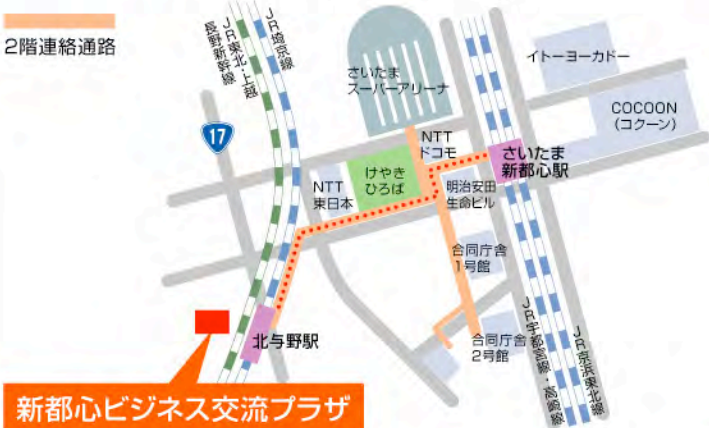 2階連絡通路
JR東北・上越
長野新幹線
JR埼京線
17
さいたま
スーパーアリーナ
イトーヨーカドー
COCOON
(コクーン)
NTT
ドコモ
さいたま
新都心駅
けやき
ひろば
NTT
東日本
明治安田
生命ビル
合同庁舎
1号館
北与野駅
合同庁舎
2号館
JR宇都宮線・高崎線
JR京浜東北線
新都心ビジネス交流プラザ